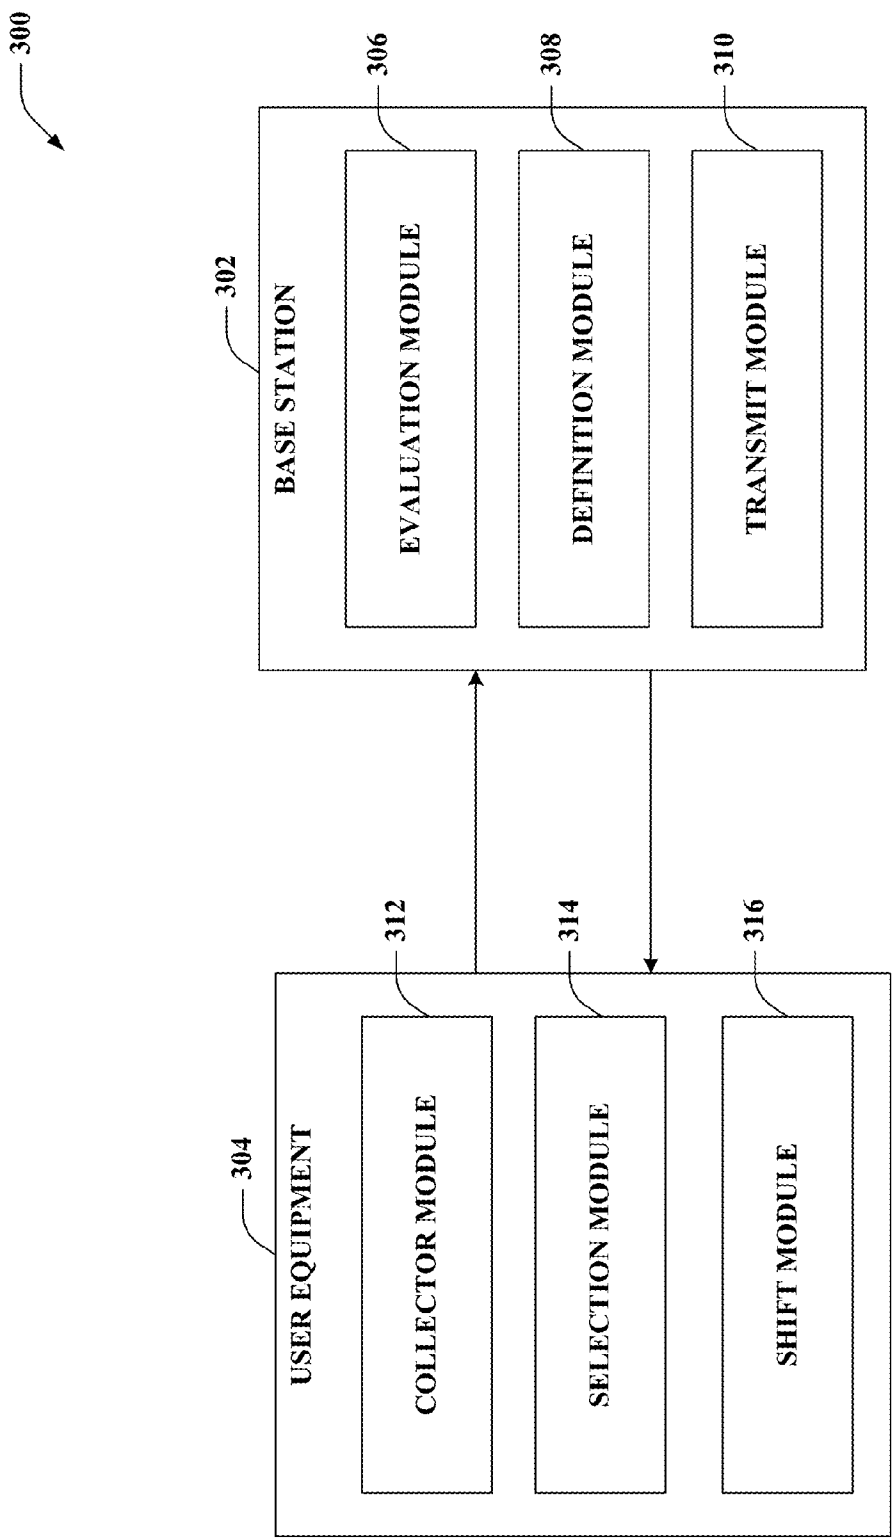 300
304
USER EQUIPMENT
312
COLLECTOR MODULE
314
SELECTION MODULE
316
SHIFT MODULE
302
BASE STATION
306
EVALUATION MODULE
308
DEFINITION MODULE
310
TRANSMIT MODULE